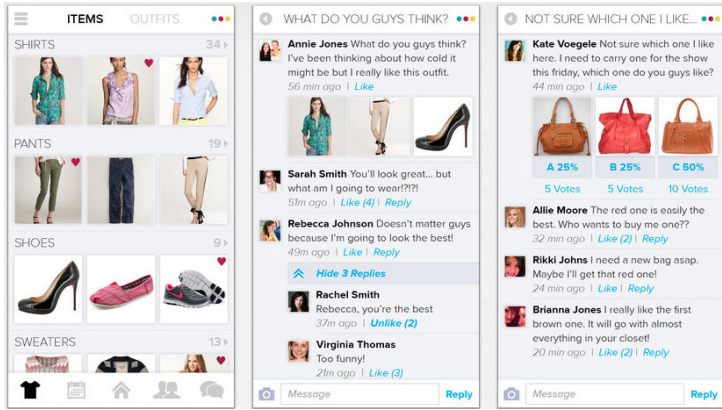 ITEMS OUTFITS
SHIRTS 34
PANTS 19
SHOES 9
SWEATERS 13
WHAT DO YOU GUYS THINK?
Annie Jones What do you guys think?
I've been thinking about how cold it
might be but I really like this outfit.
56 min ago | Like
Sarah Smith You'll look great... but
what am I going to wear!?!?!
51m ago | Like (4) | Reply
Rebecca Johnson Doesn't matter guys
because I'm going to look the best!
49m ago | Like | Reply
Hide 3 Replies
Rachel Smith
Rebecca, you're the best
37m ago | Unlike (2)
Virginia Thomas
Too funny!
21m ago | Like (3)
Message Reply
NOT SURE WHICH ONE I LIKE...
Kate Voegele Not sure which one I like
here. I need to carry one for the show
this friday, which one do you guys like?
44 min ago | Like
A 25% B 25% C 50%
5 Votes 5 Votes 10 Votes
Allie Moore The red one is easily the
best. Who wants to buy me one??
32 min ago | Like (2) | Reply
Rikki Johns I need a new bag asap.
Maybe I'll get that red one!
24 min ago | Like | Reply
Brianna Jones I really like the first
brown one. It will go with almost
everything in your closet!
20 min ago | Like (2) | Reply
Message Reply